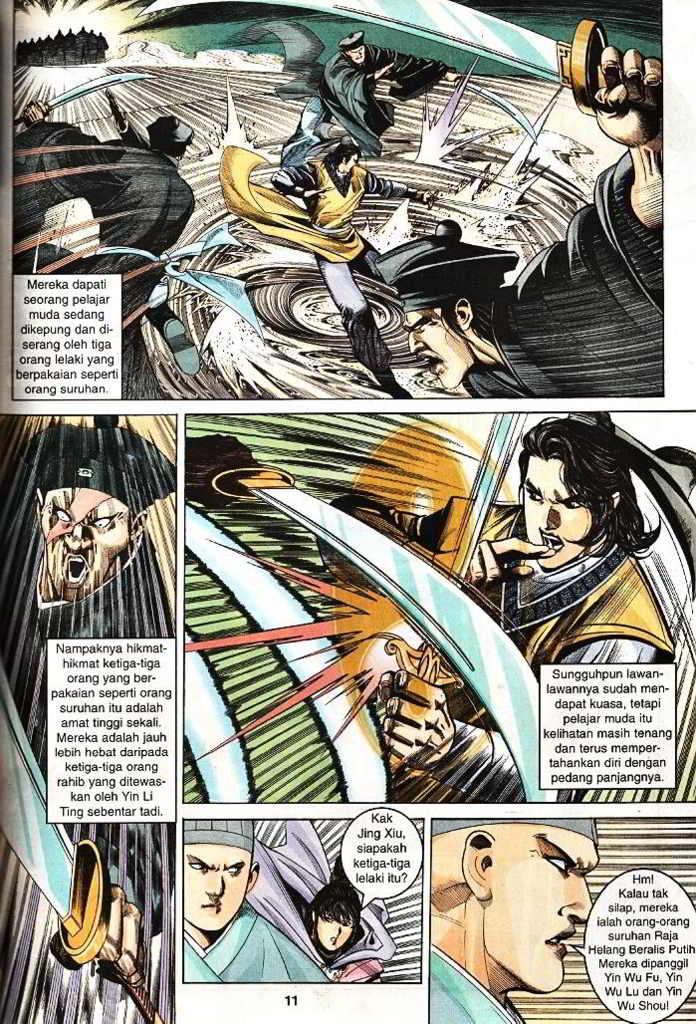 Mereka dapati
seorang pelajar
muda sedang
dikepung dan di-
serang oleh tiga
orang lelaki yang
berpakaian seperti
orang suruhan.
Nampaknya hikmat-
hikmat ketiga-tiga
orang yang ber-
pakaian seperti orang
suruhan itu adalah
amat tinggi sekali.
Mereka adalah jauh
lebih hebat daripada
ketiga-tiga orang
rahib yang ditewas-
kan oleh Yin Li
Ting sebentar tadi.
Sungguhpun lawan-
lawannya sudah men-
dapat kuasa, tetapi
pelajar muda itu
kelihatan masih tenang
dan terus memper-
tahankan diri dengan
pedang panjangnya.
Kak
Jing Xiu,
siapakah
ketiga-tiga
lelaki itu?
Hm!
Kalau tak
silap, mereka
ialah orang-orang
suruhan Raja
Helang Beralis Putih
Mereka dipanggil
Yin Wu Fu, Yin
Wu Lu dan Yin
Wu Shou!
11